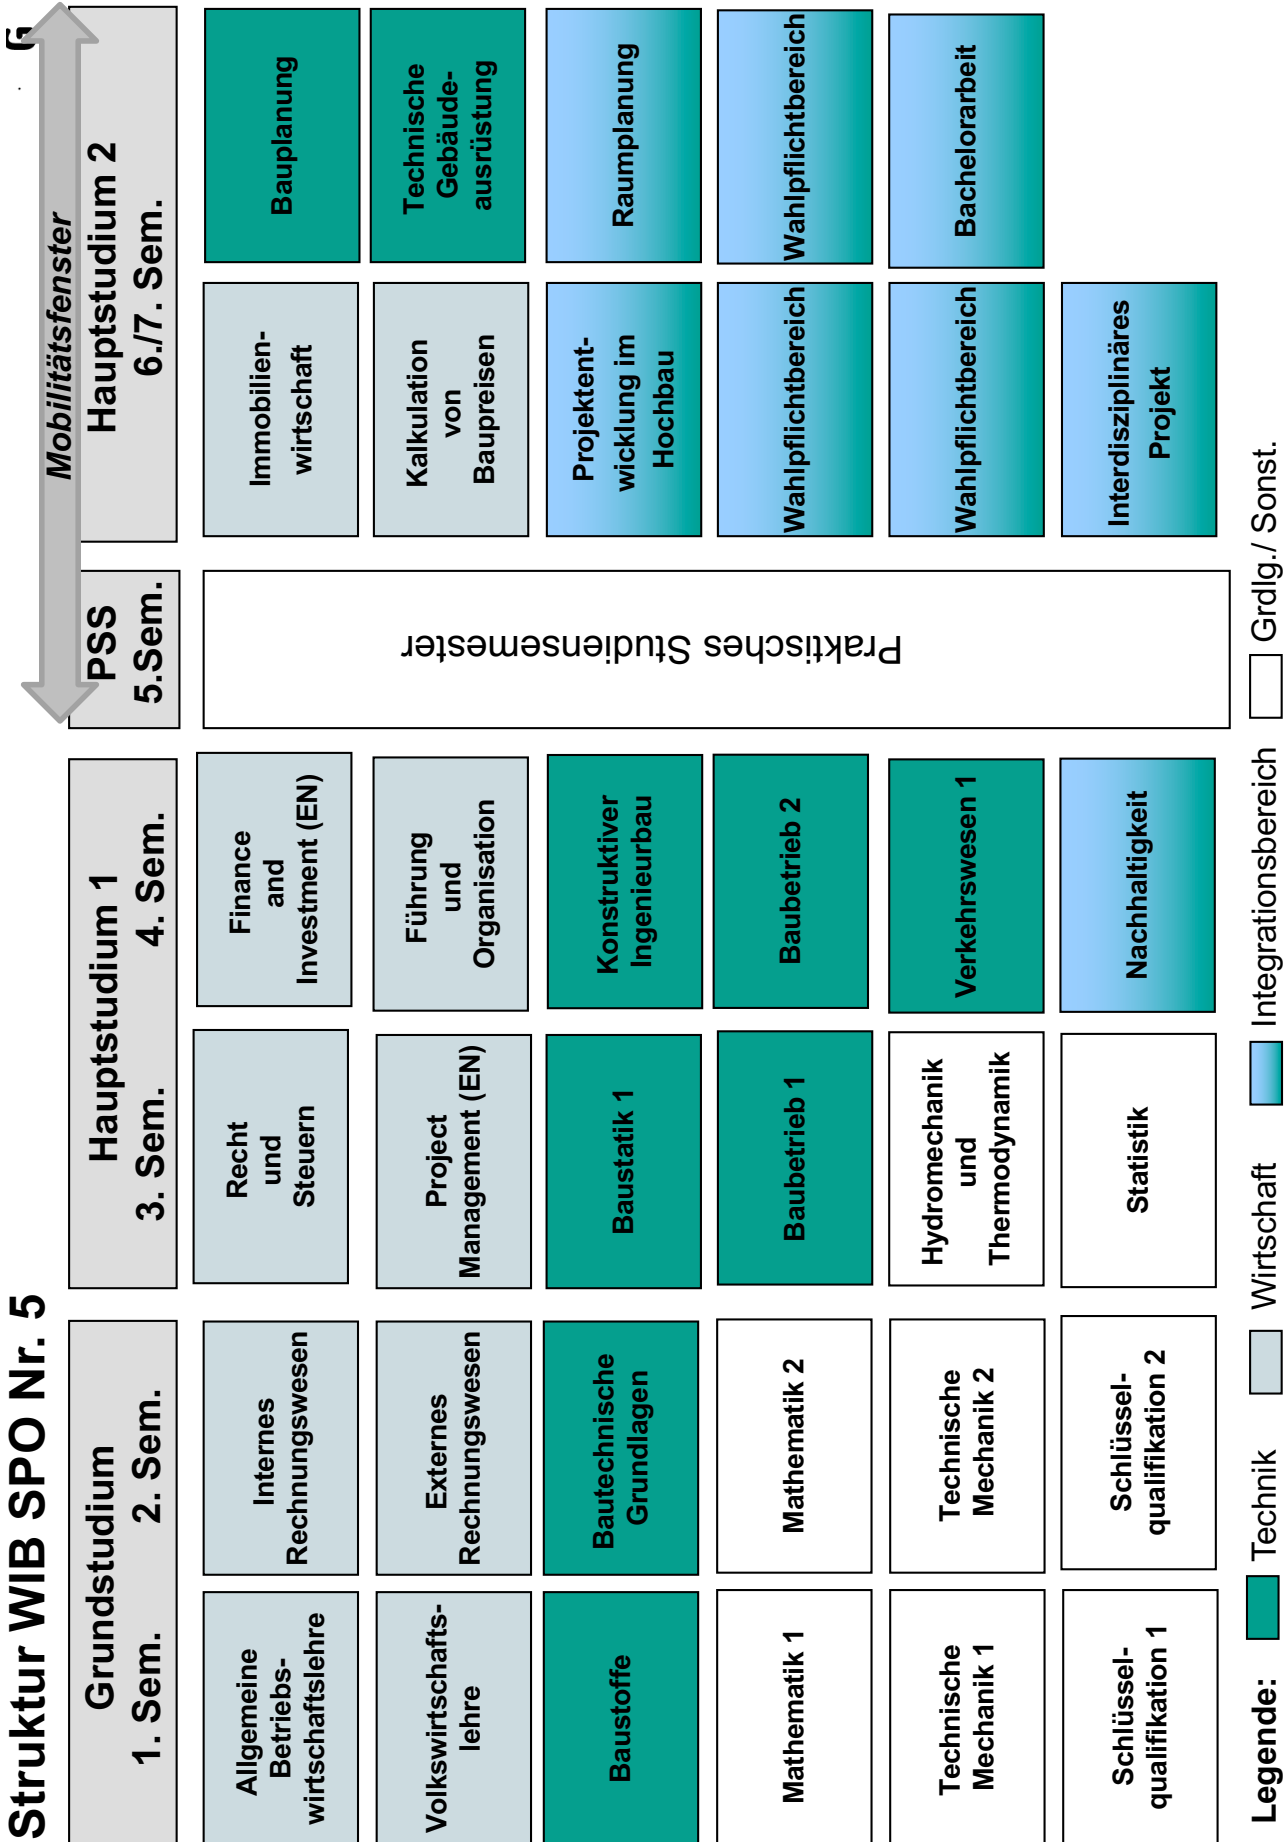 Struktur WIB SPO Nr. 5
Mobilitätsfenster
Grundstudium
1. Sem.
2. Sem.
Hauptstudium 1
3. Sem.
4. Sem.
PSS
5.Sem.
Hauptstudium 2
6./7. Sem.
Allgemeine
Betriebs-
wirtschaftslehre
Internes
Rechnungswesen
Recht
und
Steuern
Finance
and
Investment (EN)
Immobilien-
wirtschaft
Bauplanung
Volkswirtschafts-
lehre
Externes
Rechnungswesen
Project
Management (EN)
Führung
und
Organisation
Kalkulation
von
Baupreisen
Technische
Gebäude-
ausrüstung
Baustoffe
Bautechnische
Grundlagen
Baustatik 1
Konstruktiver
Ingenieurbau
Projektent-
wicklung im
Hochbau
Raumplanung
Mathematik 1
Mathematik 2
Baubetrieb 1
Baubetrieb 2
Wahlpflichtbereich
Wahlpflichtbereich
Technische
Mechanik 1
Technische
Mechanik 2
Hydromechanik
und
Thermodynamik
Verkehrswesen 1
Wahlpflichtbereich
Bachelorarbeit
Schlüssel-
qualifikation 1
Schlüssel-
qualifikation 2
Statistik
Nachhaltigkeit
Interdisziplinäres
Projekt
Praktisches Studiensemester
Legende:
Technik
Wirtschaft
Integrationsbereich
Grdlg./ Sonst.